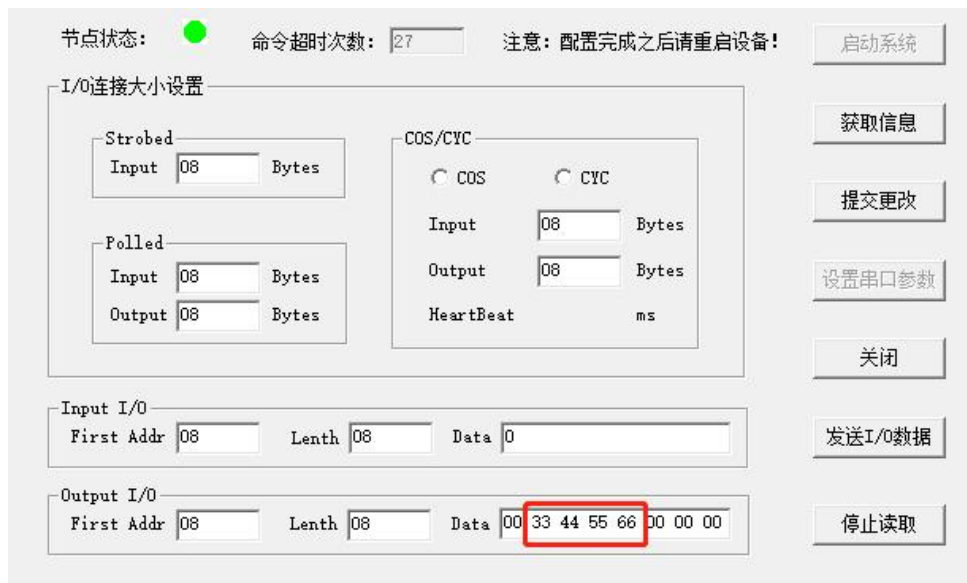 节点状态： 命令超时次数： 27 注意：配置完成之后请重启设备！ 启动系统
I/O连接大小设置
获取信息
Strobed COS/CYC
Input 08 Bytes
COS CYC
提交更改
Input 08 Bytes
Polled
Input 08 Bytes Output 08 Bytes 设置串口参数
Output 08 Bytes HeartBeat ms
关闭
Input I/O
First Addr 08 Lenth 08 Data 0 发送I/O数据
Output I/O
First Addr 08 Lenth 08 Data 00 33 44 55 66 00 00 00 停止读取